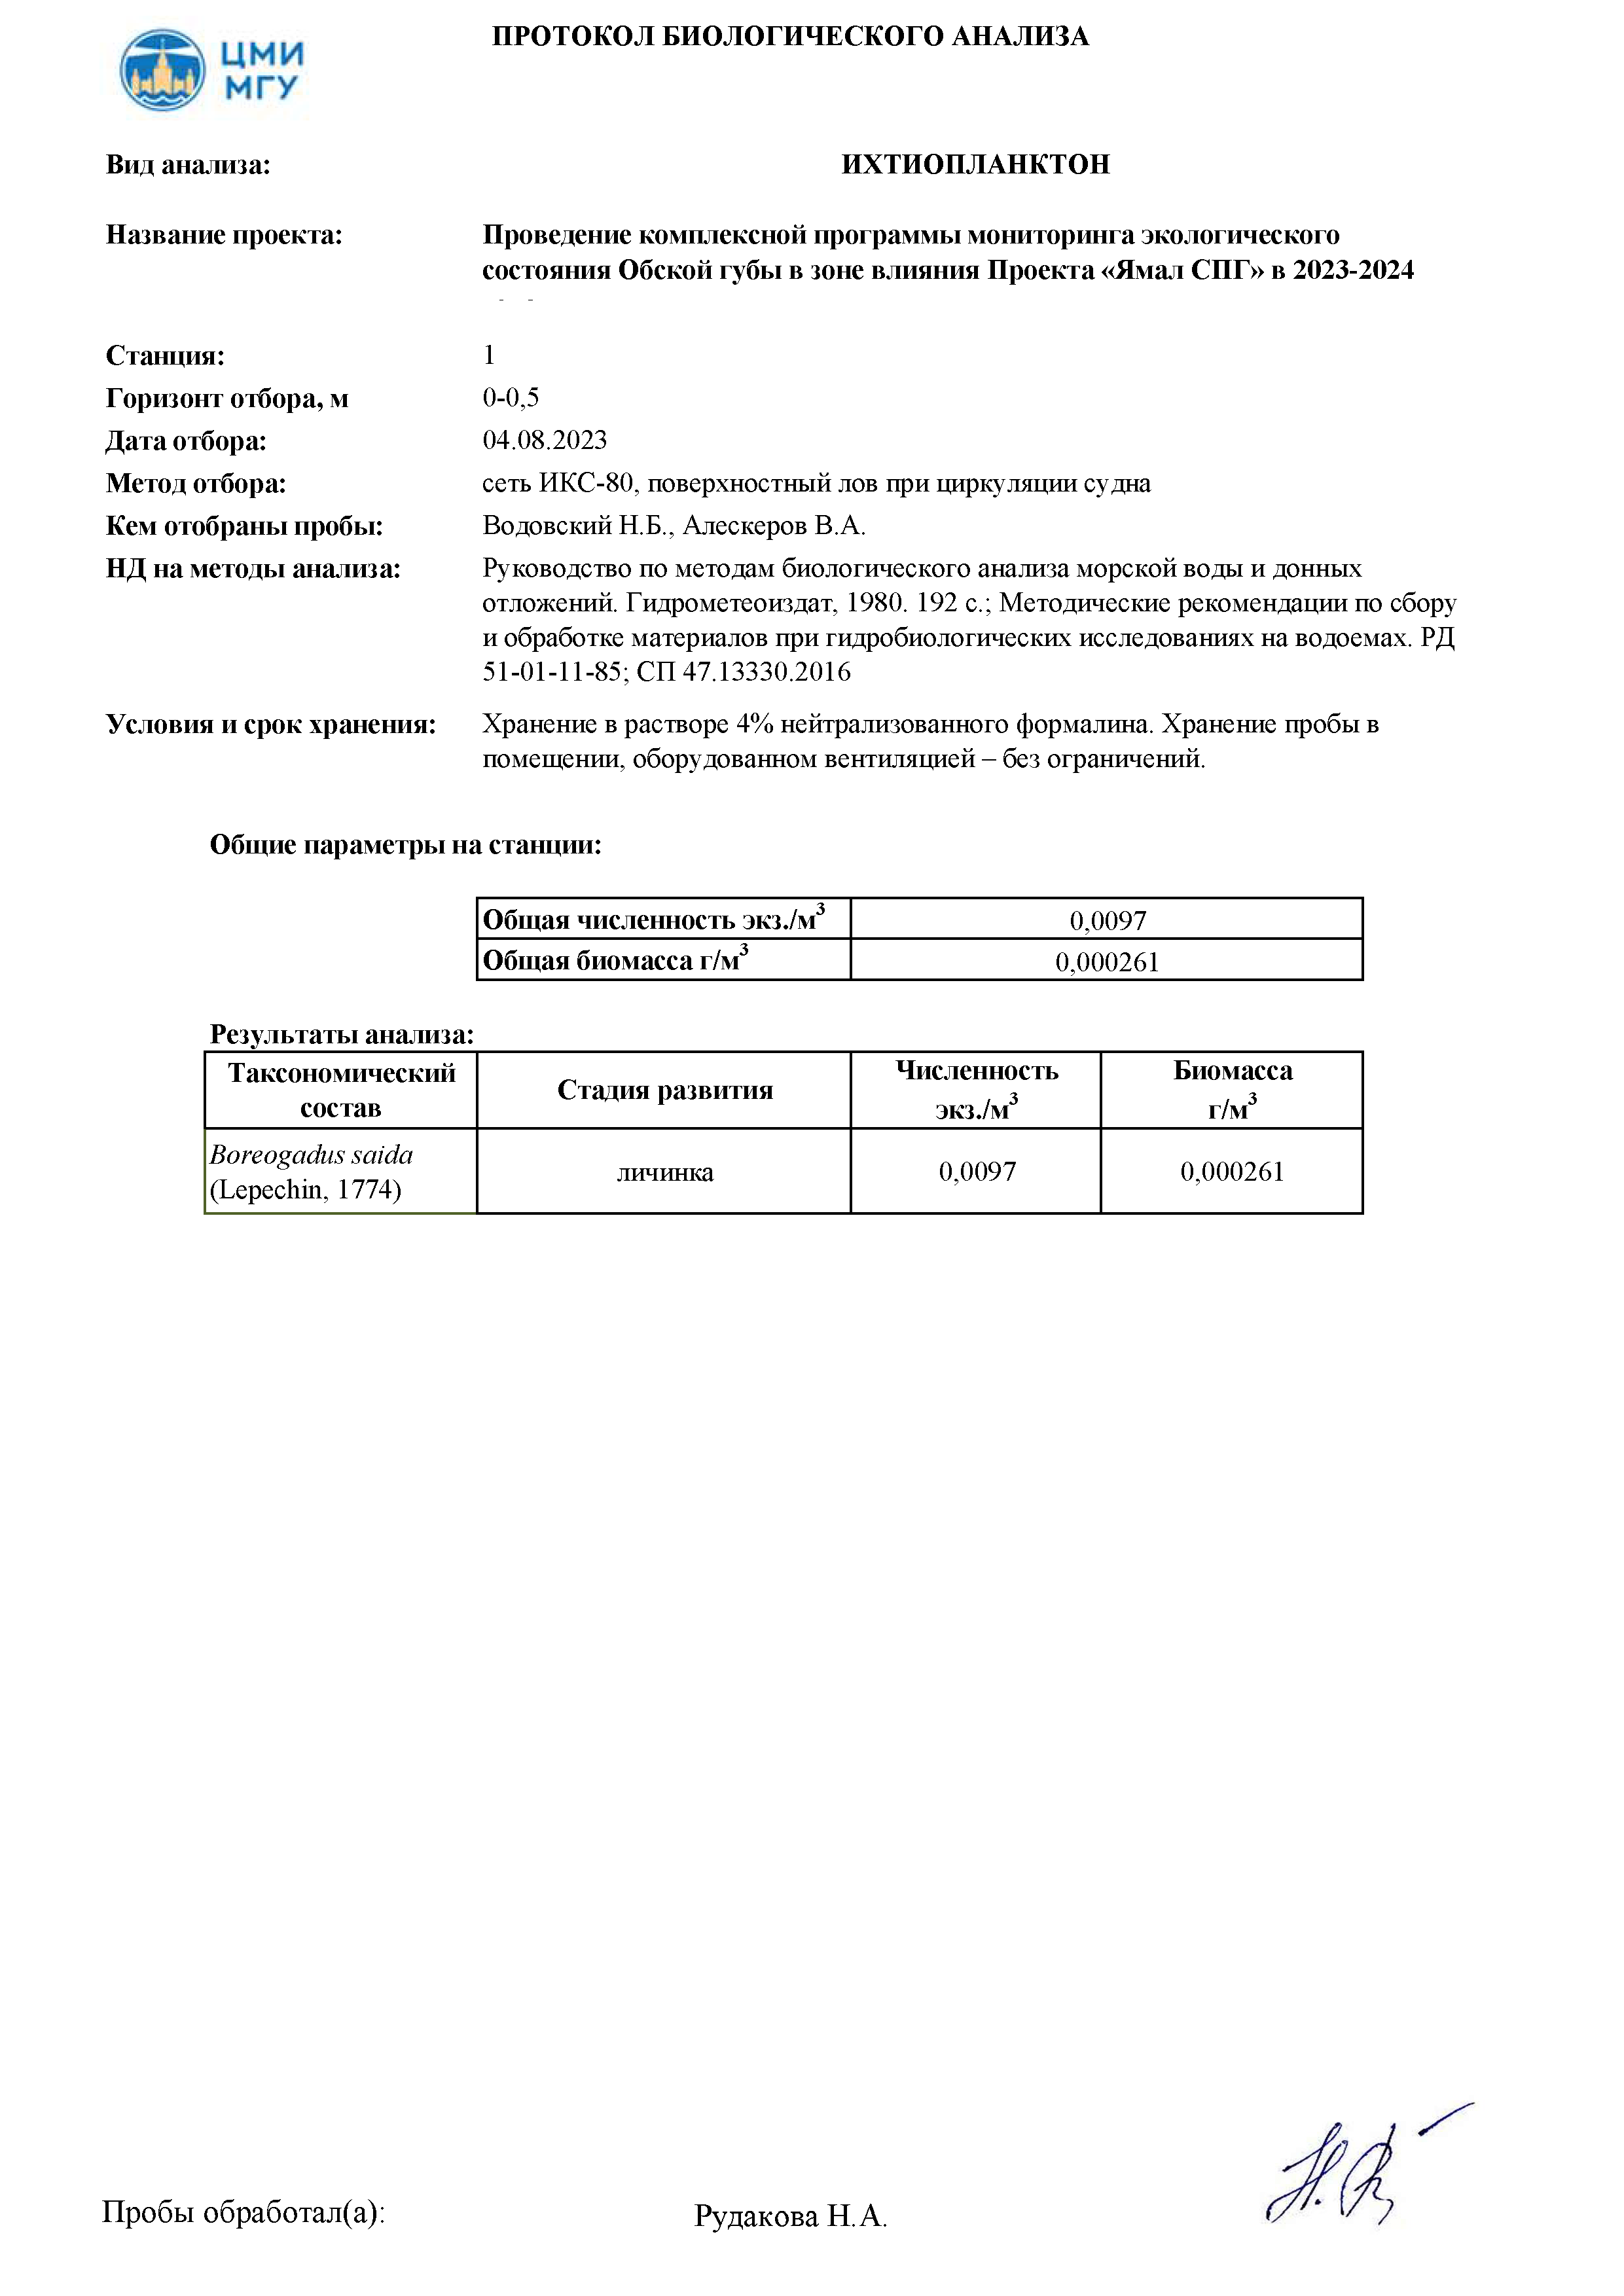 ЦМИ
МГУ
ПРОТОКОЛ БИОЛОГИЧЕСКОГО АНАЛИЗА
Вид анализа: ИХТИОПЛАНКТОН
Название проекта: Проведение комплексной программы мониторинга экологического
состояния Обской губы в зоне влияния Проекта «Ямал СПГ» в 2023-2024
Станция: 1
Горизонт отбора, м 0-0,5
Дата отбора: 04.08.2023
Метод отбора: сеть ИКС-80, поверхностный лов при циркуляции судна
Кем отобраны пробы: Водовский Н.Б., Алескеров В.А.
НД на методы анализа: Руководство по методам биологического анализа морской воды и донных
отложений. Гидрометеоиздат, 1980. 192 с.; Методические рекомендации по сбору
и обработке материалов при гидробиологических исследованиях на водоемах. РД
51-01-11-85; СП 47.13330.2016
Условия и срок хранения: Хранение в растворе 4% нейтрализованного формалина. Хранение пробы в
помещении, оборудованном вентиляцией – без ограничений.
Общие параметры на станции:
Общая численность экз./м³ 0,0097
Общая биомасса г/м³ 0,000261
Результаты анализа:
Таксономический состав Стадия развития Численность экз./м³ Биомасса г/м³
Boreogadus saida (Lepechin, 1774) личинка 0,0097 0,000261
Пробы обработал(а): Рудакова Н.А.